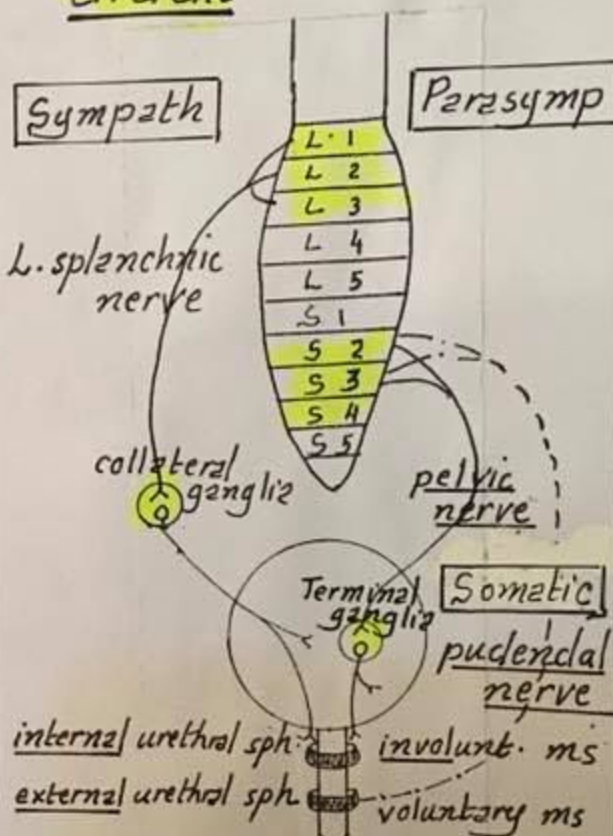 efferent
Sympath
Parasymp
L. 1
L 2
L 3
L 4
L 5
S 1
S 2
S 3
S 4
S 5
L. splanchnic
nerve
collateral
ganglia
pelvic
nerve
Terminal
ganglia
Somatic
pudendal
nerve
internal urethral sph.
involunt. ms
external urethral sph
voluntary ms